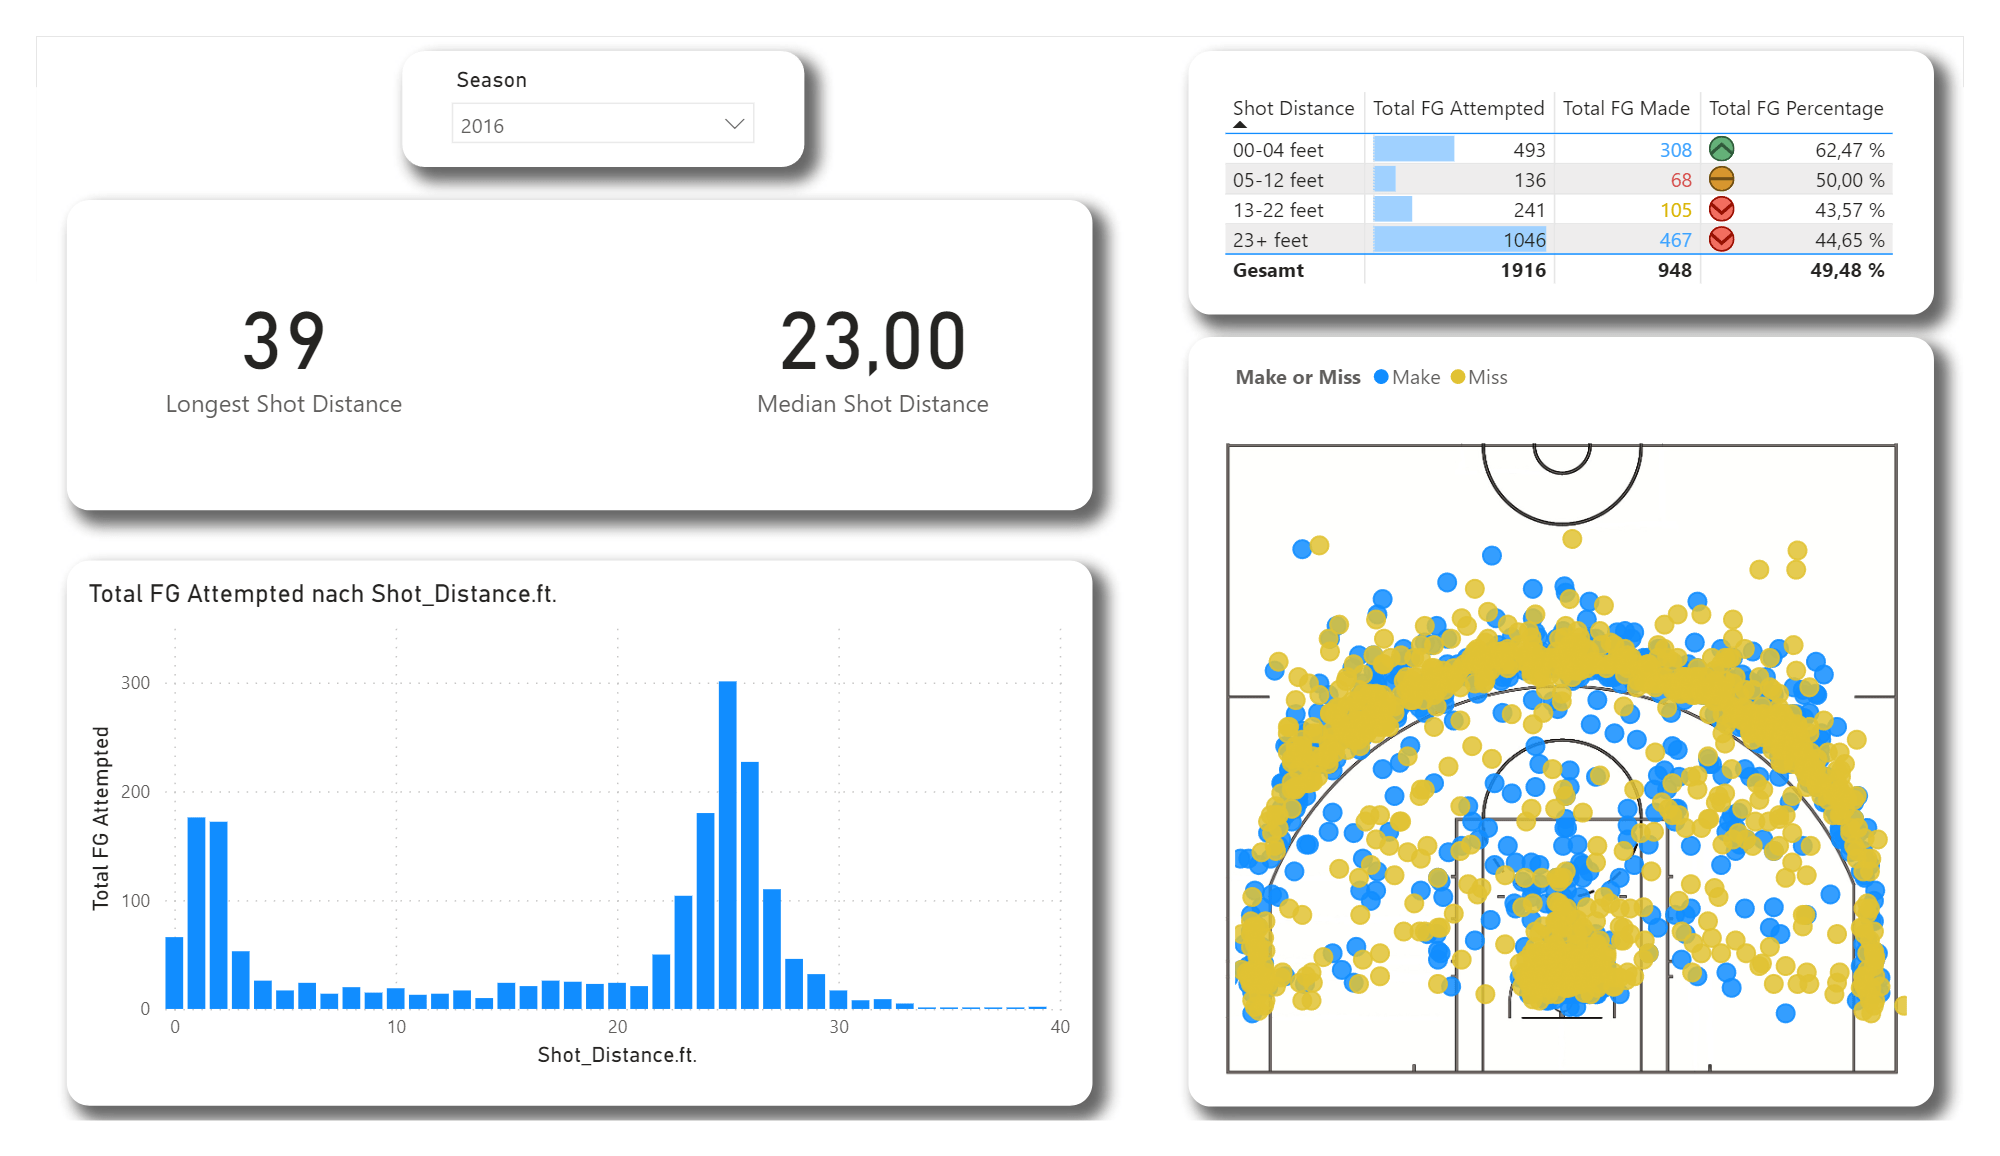 Season
2016
39
Longest Shot Distance
23,00
Median Shot Distance
Total FG Attempted nach Shot_Distance.ft.
Total FG Attempted
300
200
100
0
0 10 20 30 40
Shot_Distance.ft.
Shot Distance Total FG Attempted Total FG Made Total FG Percentage
00-04 feet 493 308 62,47 %
05-12 feet 136 68 50,00 %
13-22 feet 241 105 43,57 %
23+ feet 1046 467 44,65 %
Gesamt 1916 948 49,48 %
Make or Miss Make Miss